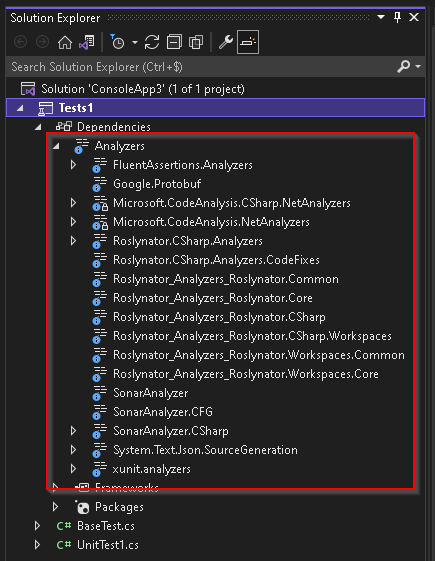 Solution Explorer
Search Solution Explorer (Ctrl+$)
Solution 'ConsoleApp3' (1 of 1 project)
Tests1
Dependencies
Analyzers
FluentAssertions.Analyzers
Google.Protobuf
Microsoft.CodeAnalysis.CSharp.NetAnalyzers
Microsoft.CodeAnalysis.NetAnalyzers
Roslynator.CSharp.Analyzers
Roslynator.CSharp.Analyzers.CodeFixes
Roslynator_Analyzers_Roslynator.Common
Roslynator_Analyzers_Roslynator.Core
Roslynator_Analyzers_Roslynator.CSharp
Roslynator_Analyzers_Roslynator.CSharp.Workspaces
Roslynator_Analyzers_Roslynator.Workspaces.Common
Roslynator_Analyzers_Roslynator.Workspaces.Core
SonarAnalyzer
SonarAnalyzer.CFG
SonarAnalyzer.CSharp
System.Text.Json.SourceGeneration
xunit.analyzers
Frameworks
Packages
C# BaseTest.cs
C# UnitTest1.cs